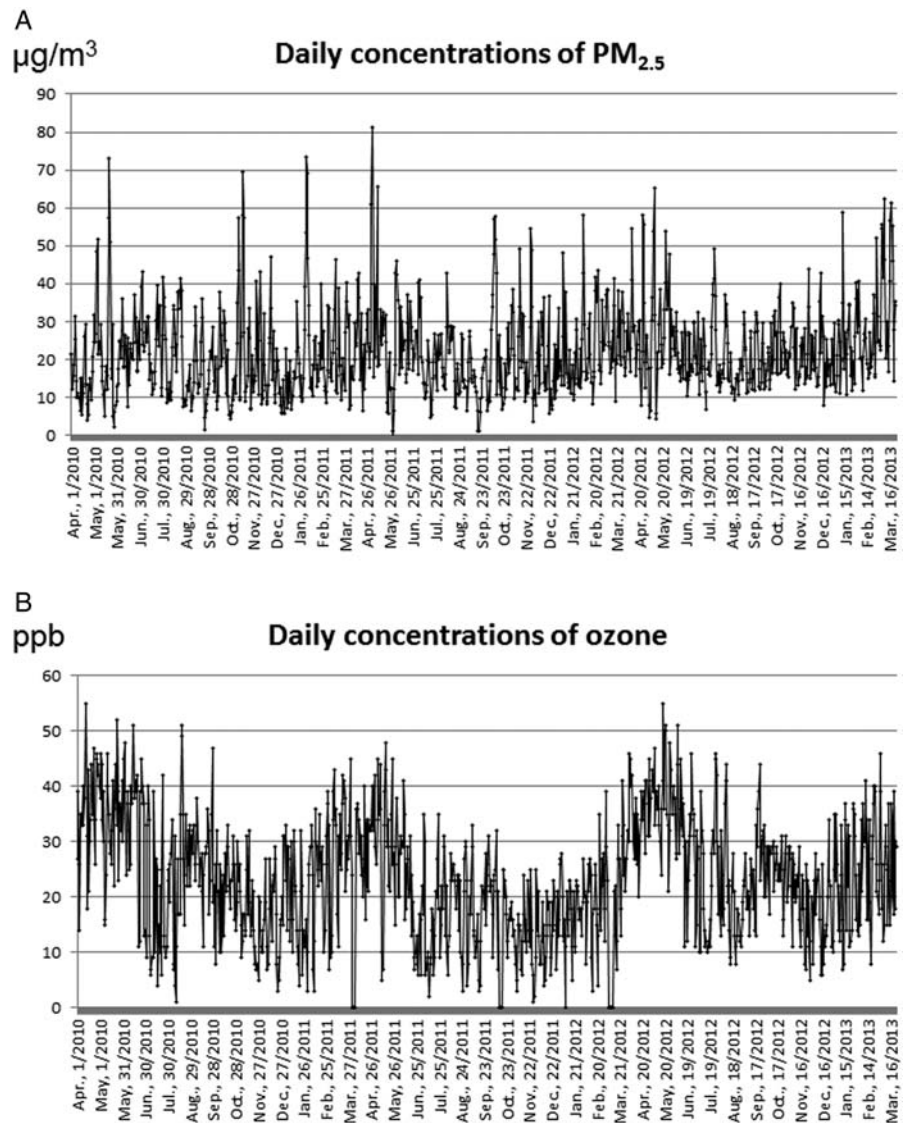 A
µg/m³
Daily concentrations of PM2.5
90
80
70
60
50
40
30
20
10
0
Apr., 1/2010
May, 1/2010
May, 31/2010
Jun., 30/2010
Jul., 30/2010
Aug., 29/2010
Sep., 28/2010
Oct., 28/2010
Nov., 27/2010
Dec., 27/2010
Jan., 26/2011
Feb., 25/2011
Mar., 27/2011
Apr., 26/2011
May, 26/2011
Jun., 25/2011
Jul., 25/2011
Aug., 24/2011
Sep., 23/2011
Oct., 23/2011
Nov., 22/2011
Dec., 22/2011
Jan., 21/2012
Feb., 20/2012
Mar., 21/2012
Apr., 20/2012
May, 20/2012
Jun., 19/2012
Jul., 19/2012
Aug., 18/2012
Sep., 17/2012
Oct., 17/2012
Nov., 16/2012
Dec., 16/2012
Jan., 15/2013
Feb., 14/2013
Mar., 16/2013
B
ppb
Daily concentrations of ozone
60
50
40
30
20
10
0
Apr., 1/2010
May, 1/2010
May, 31/2010
Jun., 30/2010
Jul., 30/2010
Aug., 29/2010
Sep., 28/2010
Oct., 28/2010
Nov., 27/2010
Dec., 27/2010
Jan., 26/2011
Feb., 25/2011
Mar., 27/2011
Apr., 26/2011
May, 26/2011
Jun., 25/2011
Jul., 25/2011
Aug., 24/2011
Sep., 23/2011
Oct., 23/2011
Nov., 22/2011
Dec., 22/2011
Jan., 21/2012
Feb., 20/2012
Mar., 21/2012
Apr., 20/2012
May, 20/2012
Jun., 19/2012
Jul., 19/2012
Aug., 18/2012
Sep., 17/2012
Oct., 17/2012
Nov., 16/2012
Dec., 16/2012
Jan., 15/2013
Feb., 14/2013
Mar., 16/2013